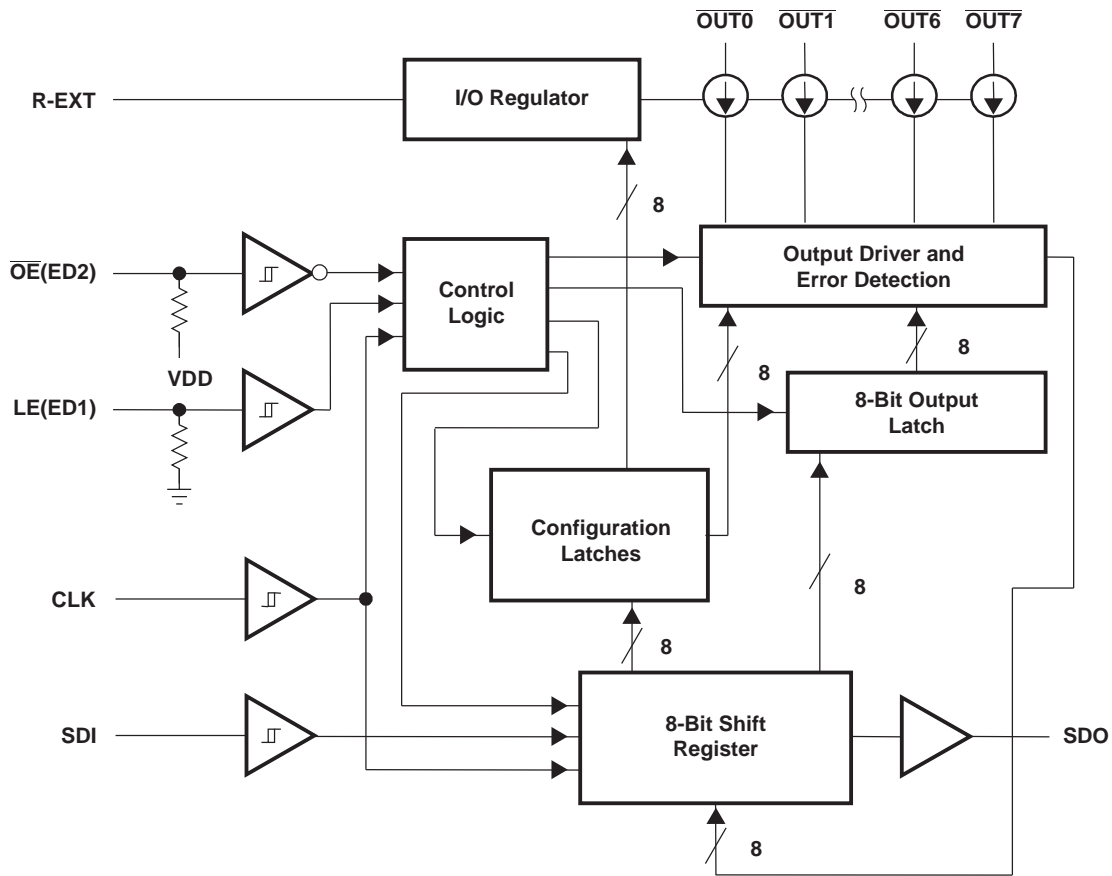 OUT0 OUT1 OUT6 OUT7
R-EXT
I/O Regulator
8
OE(ED2)
Control
Logic
Output Driver and
Error Detection
VDD
8
8
LE(ED1)
8-Bit Output
Latch
Configuration
Latches
CLK
8
8
SDI
8-Bit Shift
Register
SDO
8